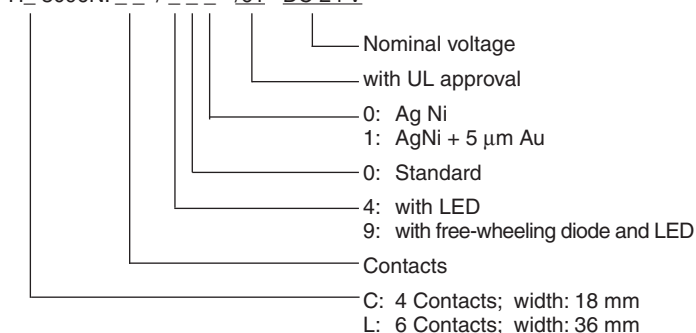 Nominal voltage
with UL approval
0: Ag Ni
1: AgNi + 5 μm Au
0: Standard
4: with LED
9: with free-wheeling diode and LED
Contacts
C: 4 Contacts; width: 18 mm
L: 6 Contacts; width: 36 mm